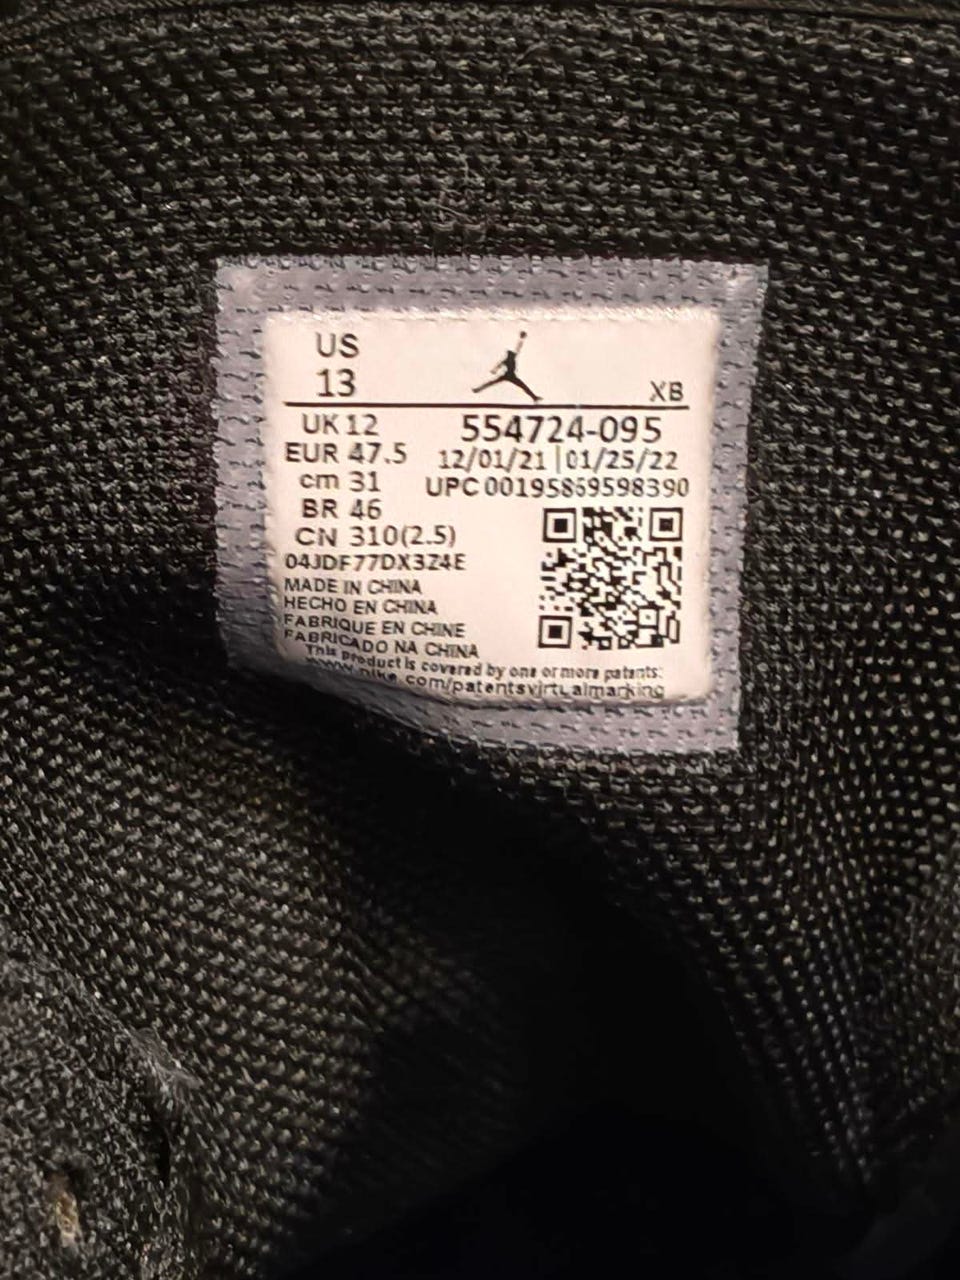 US
13
XB
UK 12
554724-095
EUR 47.5
12/01/21 | 01/25/22
cm 31
UPC 00195869598390
BR 46
CN 310(2.5)
04JDF77DX3Z4E
MADE IN CHINA
HECHO EN CHINA
FABRIQUE EN CHINE
FABRICADO NA CHINA
This product is covered by one or more patents:
www.nike.com/patentsvirtualmarking